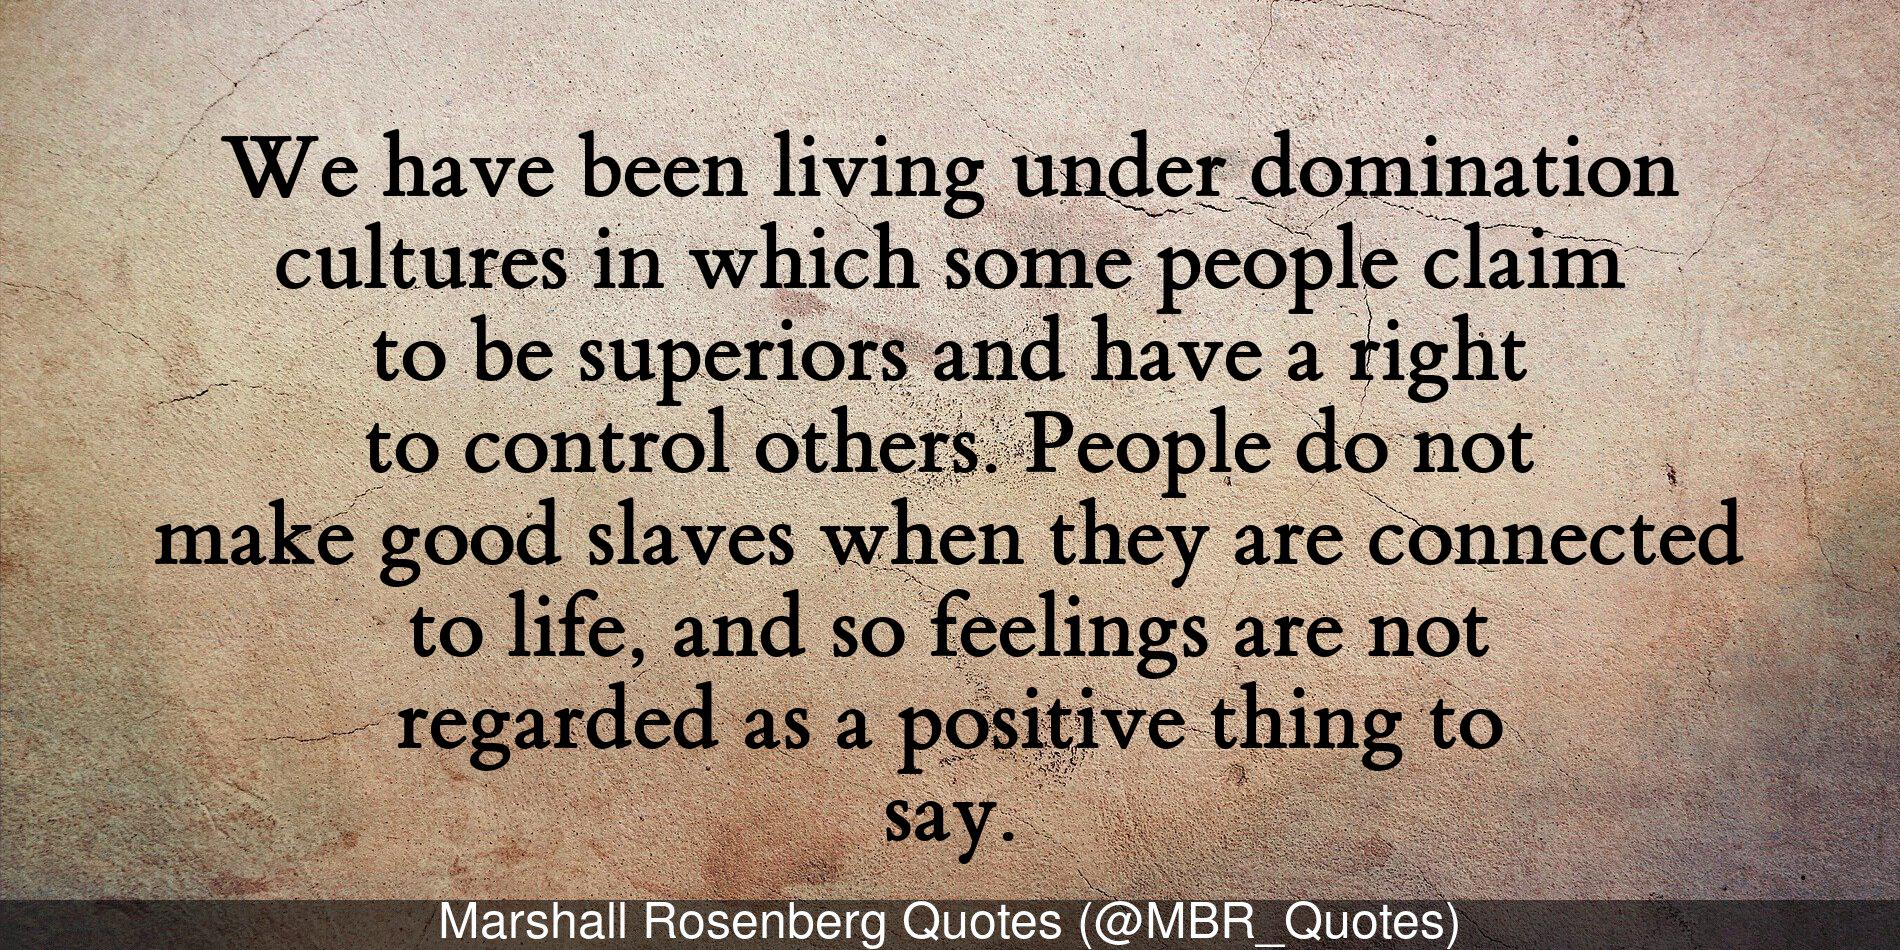 We have been living under domination
cultures in which some people claim
to be superiors and have a right
to control others. People do not
make good slaves when they are connected
to life, and so feelings are not
regarded as a positive thing to
say.
Marshall Rosenberg Quotes (@MBR_Quotes)